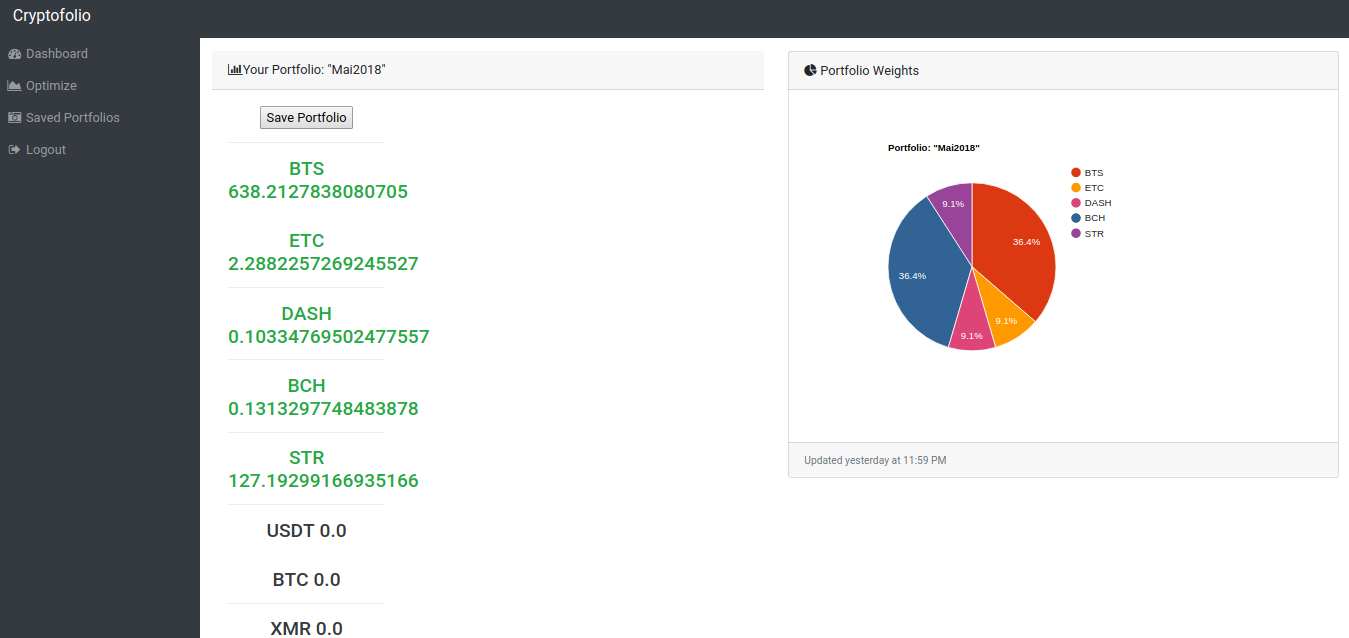 Cryptofolio
Dashboard
Optimize
Saved Portfolios
Logout
Your Portfolio: "Mai2018"
Save Portfolio
BTS
638.2127838080705
ETC
2.2882257269245527
DASH
0.10334769502477557
BCH
0.1313297748483878
STR
127.19299166935166
USDT 0.0
BTC 0.0
XMR 0.0
Portfolio Weights
Portfolio: "Mai2018"
BTS
ETC
DASH
BCH
STR
9.1%
36.4%
36.4%
9.1%
9.1%
Updated yesterday at 11:59 PM